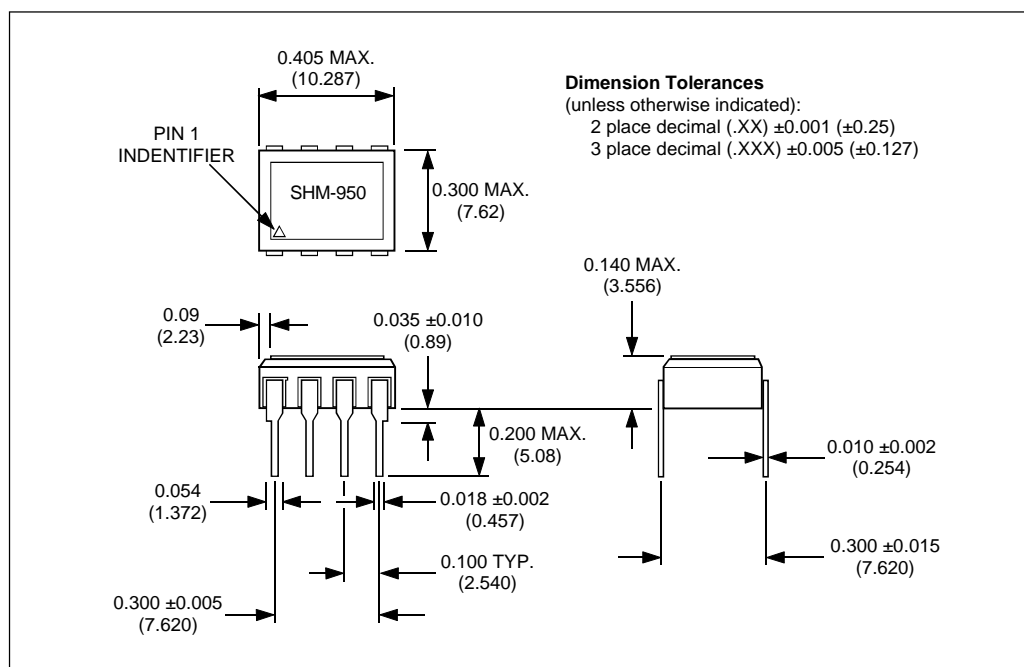 0.405 MAX.
(10.287)
Dimension Tolerances
(unless otherwise indicated):
2 place decimal (.XX) ±0.001 (±0.25)
3 place decimal (.XXX) ±0.005 (±0.127)
PIN 1
INDENTIFIER
SHM-950
0.300 MAX.
(7.62)
0.140 MAX.
(3.556)
0.09
(2.23)
0.035 ±0.010
(0.89)
0.200 MAX.
(5.08)
0.010 ±0.002
(0.254)
0.054
(1.372)
0.018 ±0.002
(0.457)
0.100 TYP.
(2.540)
0.300 ±0.015
(7.620)
0.300 ±0.005
(7.620)